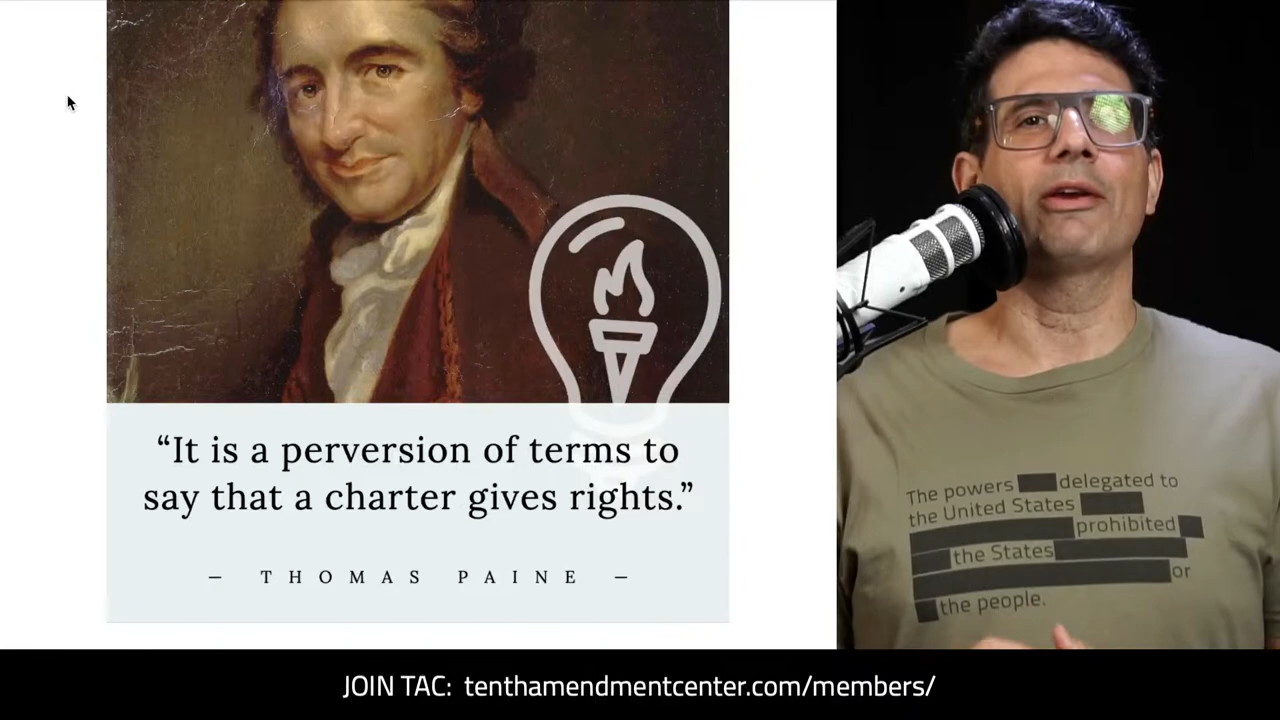 “It is a perversion of terms to
say that a charter gives rights.”
— THOMAS PAINE —
The powers delegated to
the United States
prohibited
the States
or
the people.
JOIN TAC: tenthamendmentcenter.com/members/